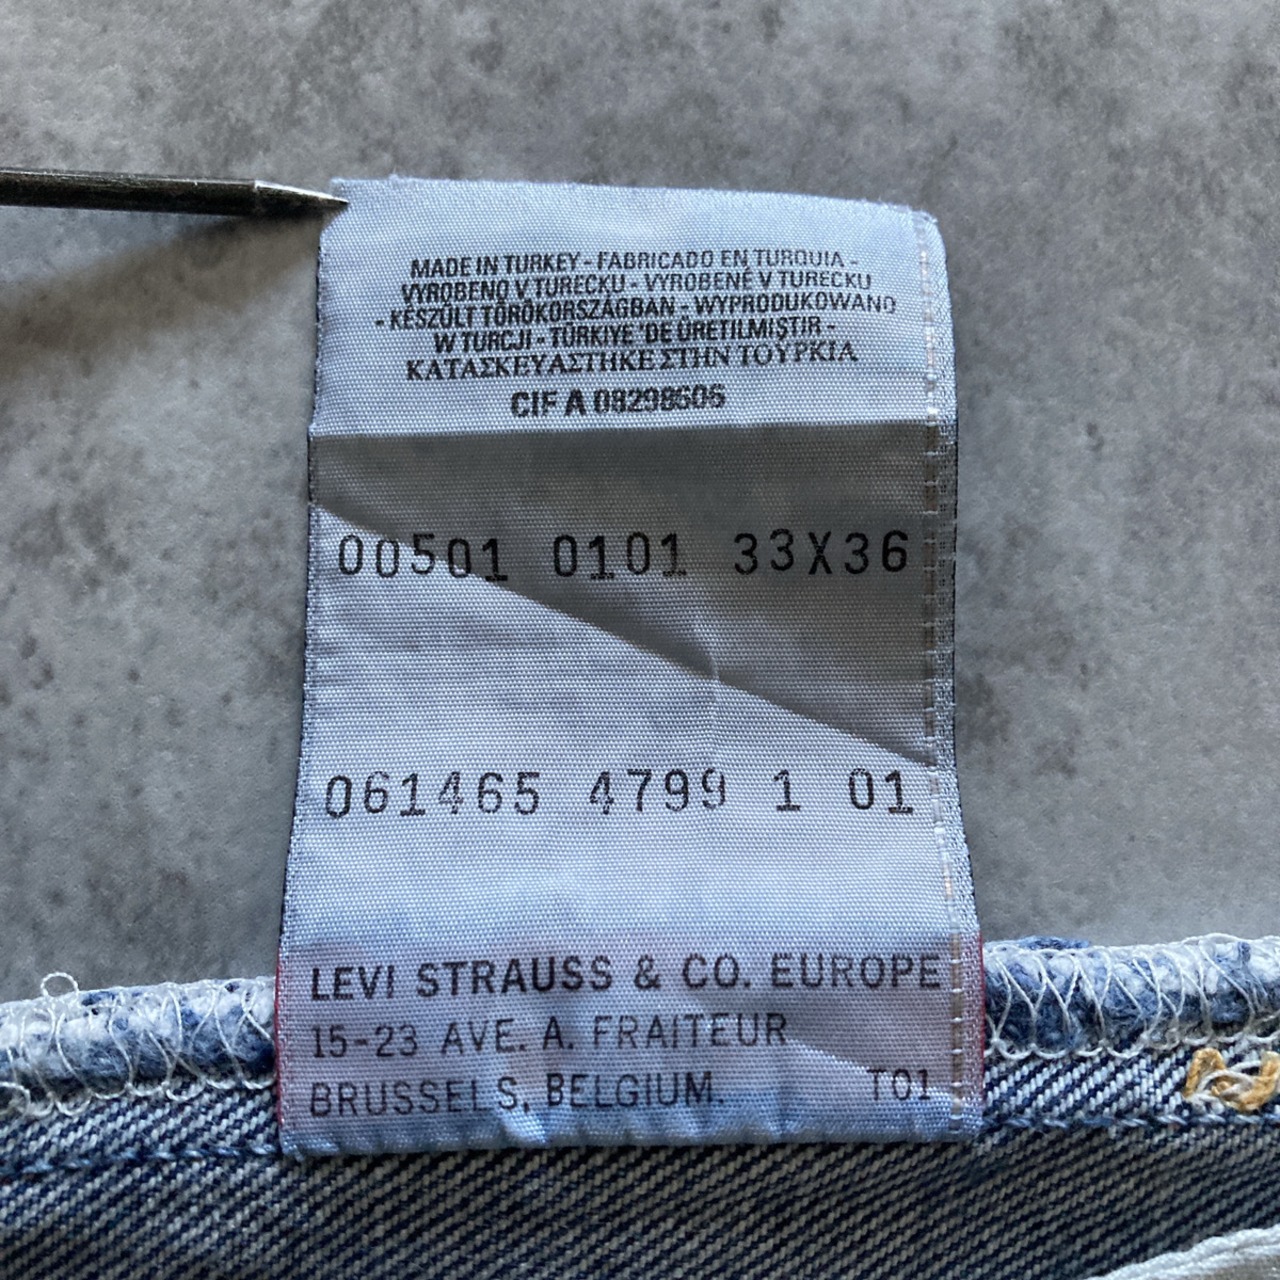 MADE IN TURKEY - FABRICADO EN TURQUIA -
VYROBENO V TURECKU - VYROBENÉ V TURECKU
- KÉSZÜLT TÖRÖKORSZÁGBAN - WYPRODUKOWANO
W TURCJI - TÜRKIYE 'DE ÜRETILMIŞTIR -
ΚΑΤΑΣΚΕΥΑΣΤΗΚΕ ΣΤΗΝ ΤΟΥΡΚΙΑ
CIF A 08298606
00501 0101 33X36
061465 4799 1 01
LEVI STRAUSS & CO. EUROPE
15-23 AVE. A. FRAITEUR
BRUSSELS, BELGIUM. T01